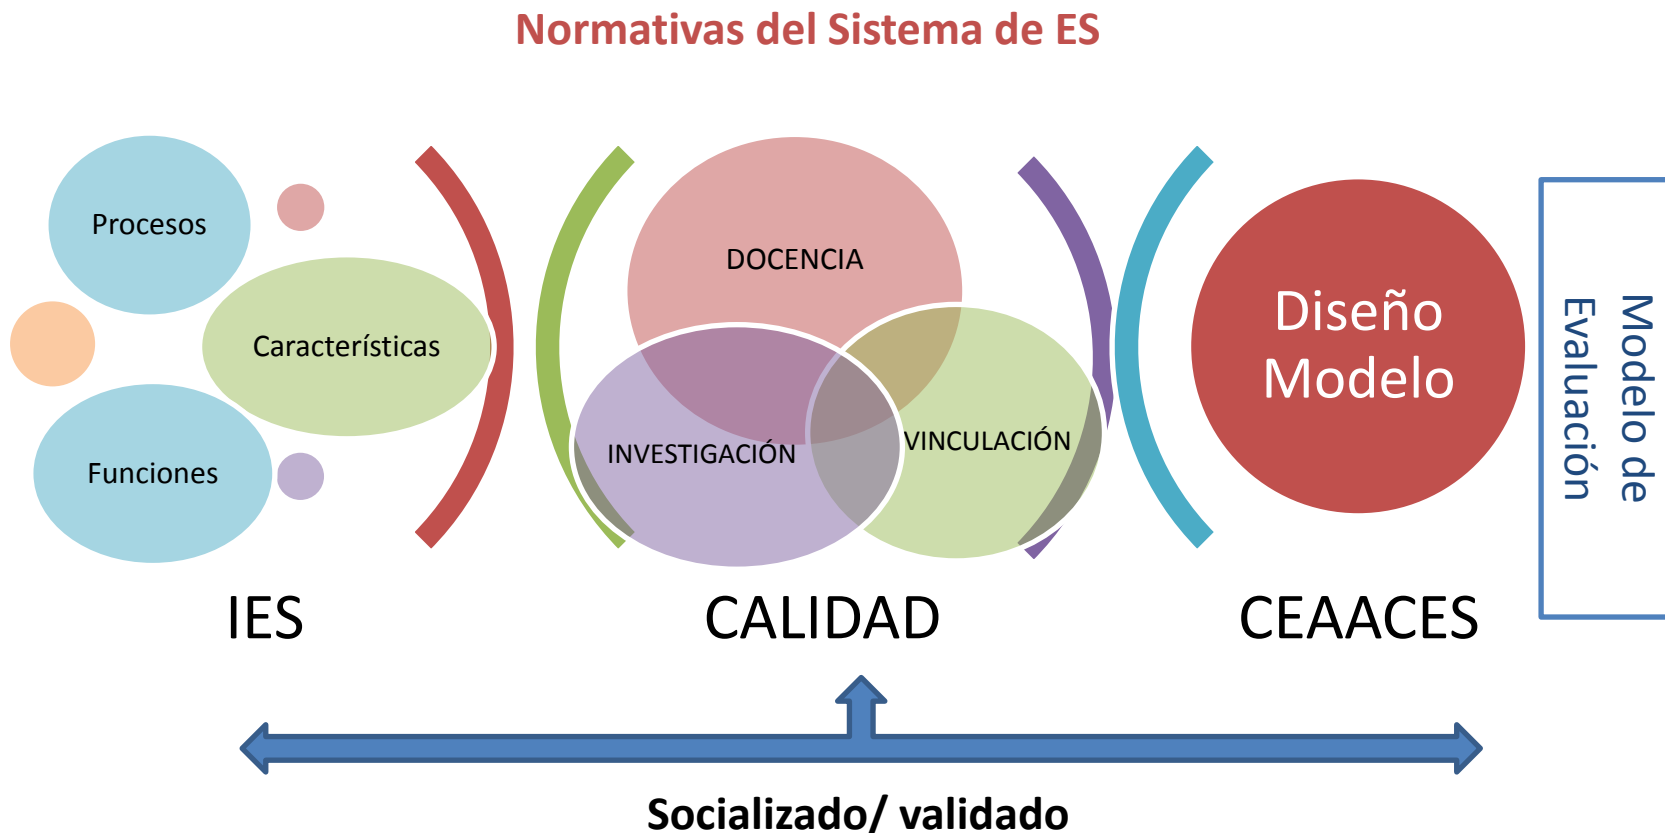 Normativas del Sistema de ES
Procesos
Características
Funciones
IES
DOCENCIA
INVESTIGACIÓN
VINCULACIÓN
CALIDAD
Diseño
Modelo
CEAACES
Modelo de
Evaluación
Socializado/ validado